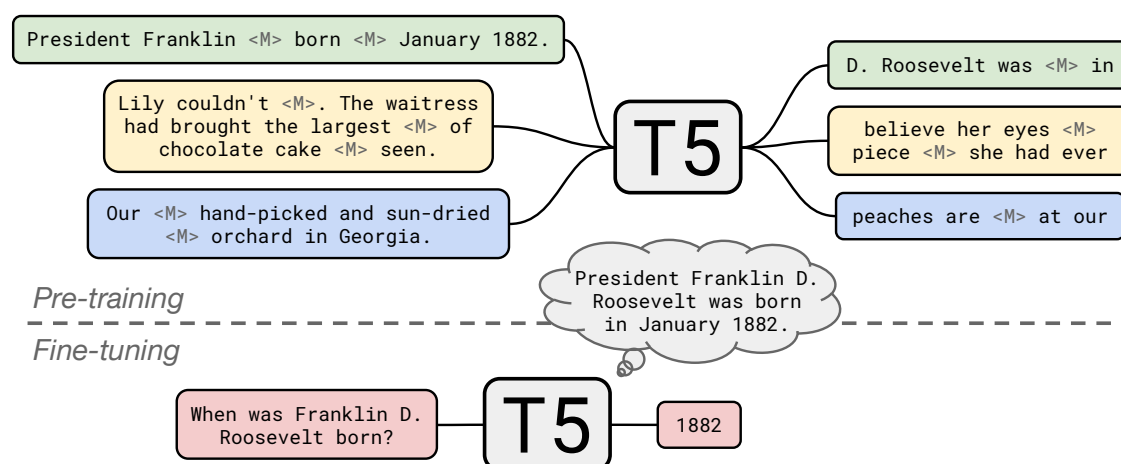 President Franklin <M> born <M> January 1882.
Lily couldn't <M>. The waitress
had brought the largest <M> of
chocolate cake <M> seen.
Our <M> hand-picked and sun-dried
<M> orchard in Georgia.
T5
D. Roosevelt was <M> in
believe her eyes <M>
piece <M> she had ever
peaches are <M> at our
Pre-training
President Franklin D.
Roosevelt was born
in January 1882.
Fine-tuning
When was Franklin D.
Roosevelt born?
T5
1882